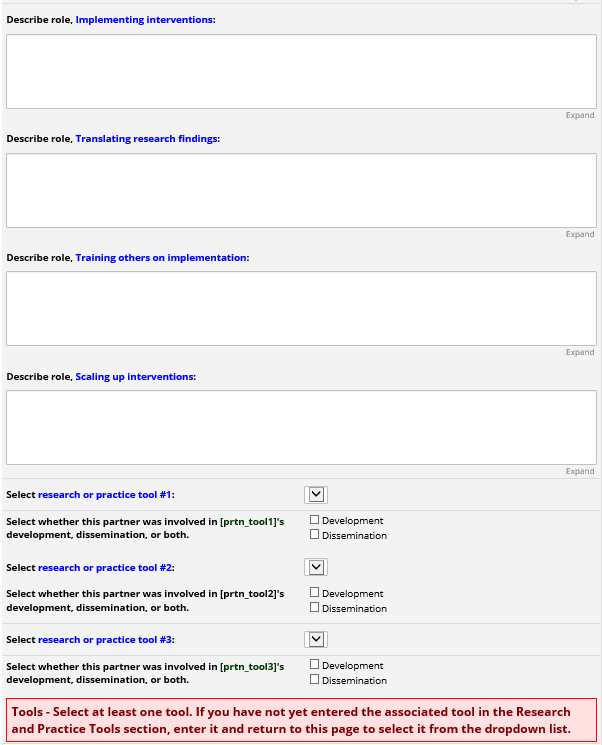 Describe role, Implementing interventions:
Expand
Describe role, Translating research findings:
Expand
Describe role, Training others on implementation:
Expand
Describe role, Scaling up interventions:
Expand
Select research or practice tool #1:
Select whether this partner was involved in [prtn_tool1]'s
development, dissemination, or both.
Development
Dissemination
Select research or practice tool #2:
Select whether this partner was involved in [prtn_tool2]'s
development, dissemination, or both.
Development
Dissemination
Select research or practice tool #3:
Select whether this partner was involved in [prtn_tool3]'s
development, dissemination, or both.
Development
Dissemination
Tools - Select at least one tool. If you have not yet entered the associated tool in the Research
and Practice Tools section, enter it and return to this page to select it from the dropdown list.